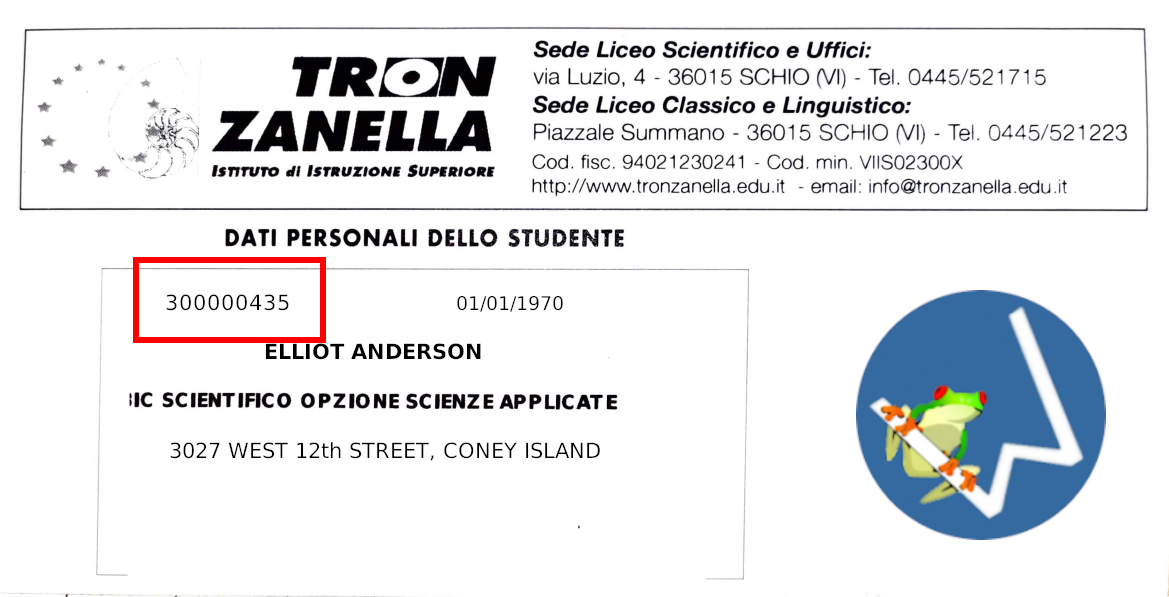 TRON
ZANELLA
ISTITUTO di ISTRUZIONE SUPERIORE
Sede Liceo Scientifico e Uffici:
via Luzio, 4 - 36015 SCHIO (VI) - Tel. 0445/521715
Sede Liceo Classico e Linguistico:
Piazzale Summano - 36015 SCHIO (VI) - Tel. 0445/521223
Cod. fisc. 94021230241 - Cod. min. VIIS02300X
http://www.tronzanella.edu.it - email: info@tronzanella.edu.it
DATI PERSONALI DELLO STUDENTE
300000435 01/01/1970
ELLIOT ANDERSON
SCIENTIFICO OPZIONE SCIENZE APPLICATE
3027 WEST 12th STREET, CONEY ISLAND